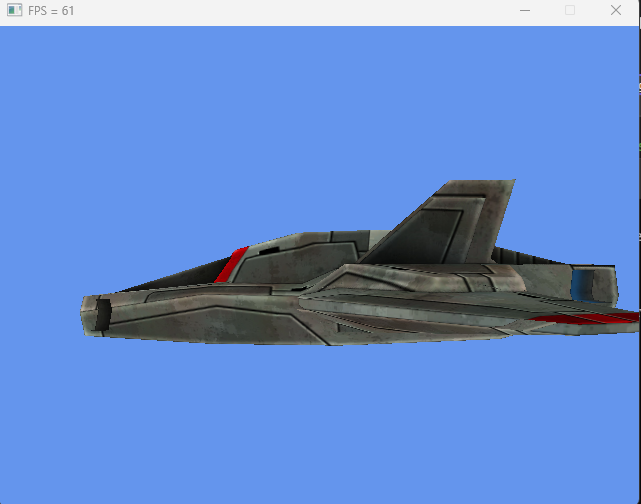 FPS = 61